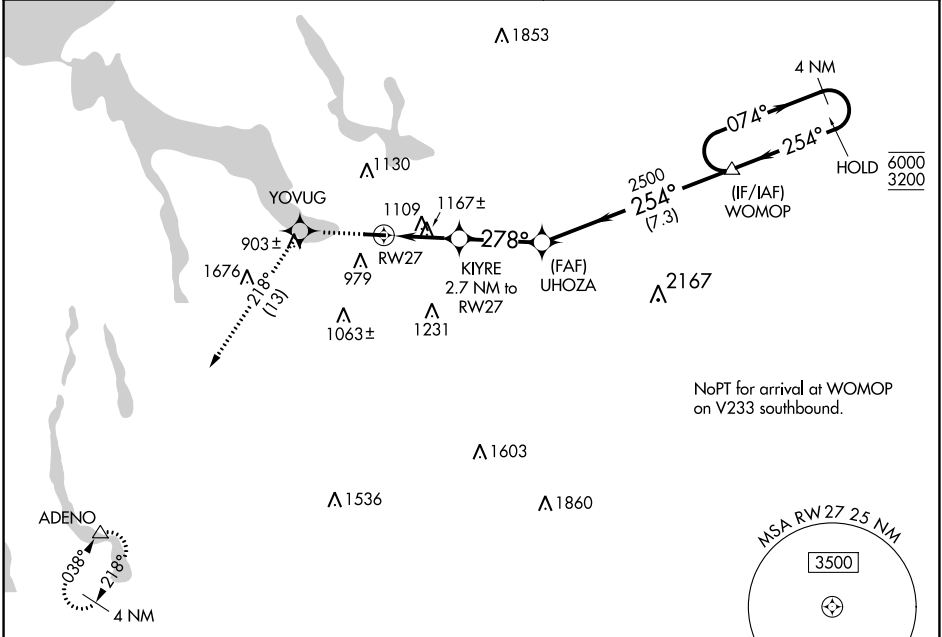 1853
4 NM
074°
254°
HOLD
6000
3200
(IF/IAF)
WOMOP
2500
254°
(7.3)
1130
YOVUG
1109
1167±
903±
RW27
278°
979
KIYRE
2.7 NM to
RW27
(FAF)
UHOZA
1676
218°
(13)
2167
1063±
1231
NoPT for arrival at WOMOP
on V233 southbound.
1603
1536
1860
ADENO
038°
218°
4 NM
MSA RW27 25 NM
3500